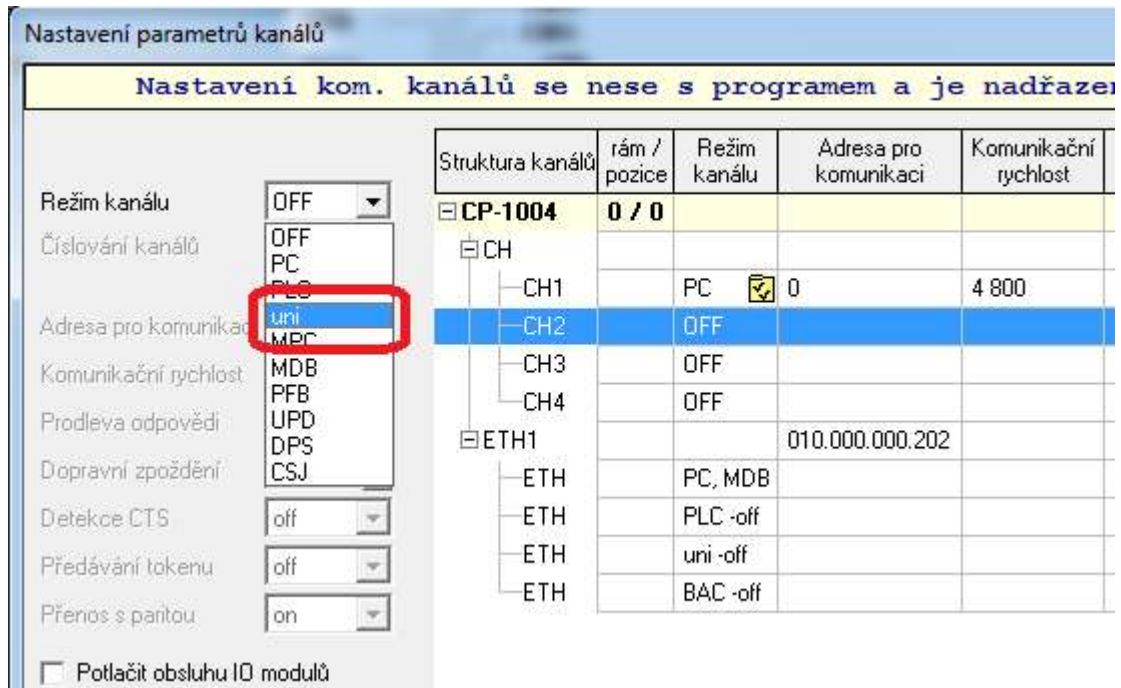 Nastavení parametrů kanálů
Nastavení kom. kanálů se nese s programem a je nadřazen
Režim kanálu OFF
Číslování kanálů
Adresa pro komunikac
Komunikační rychlost
Prodleva odpovědi
Dopravní zpoždění
Detekce CTS off
Předávání tokenu off
Přenos s paritou on
Potlačit obsluhu IO modulů
OFF
PC
PLC
uni
MPC
MDB
PFB
UPD
DPS
CSJ
Struktura kanálů rám / pozice Režim kanálu Adresa pro komunikaci Komunikační rychlost
CP-1004 0 / 0
CH
CH1 PC 0 4 800
CH2 OFF
CH3 OFF
CH4 OFF
ETH1 010.000.000.202
ETH PC, MDB
ETH PLC -off
ETH uni -off
ETH BAC -off